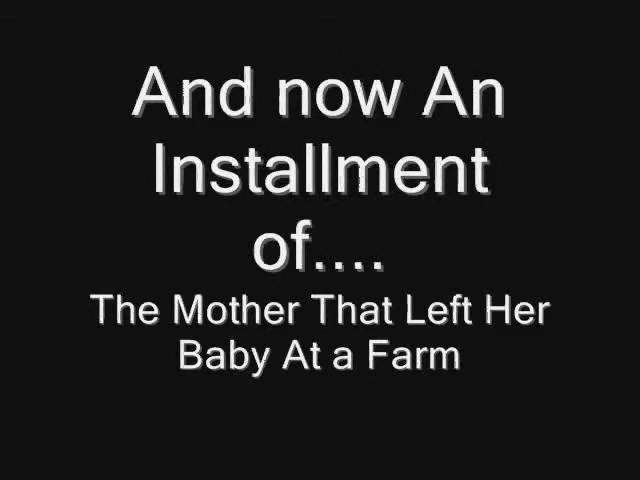 And now An
Installment
of....
The Mother That Left Her
Baby At a Farm